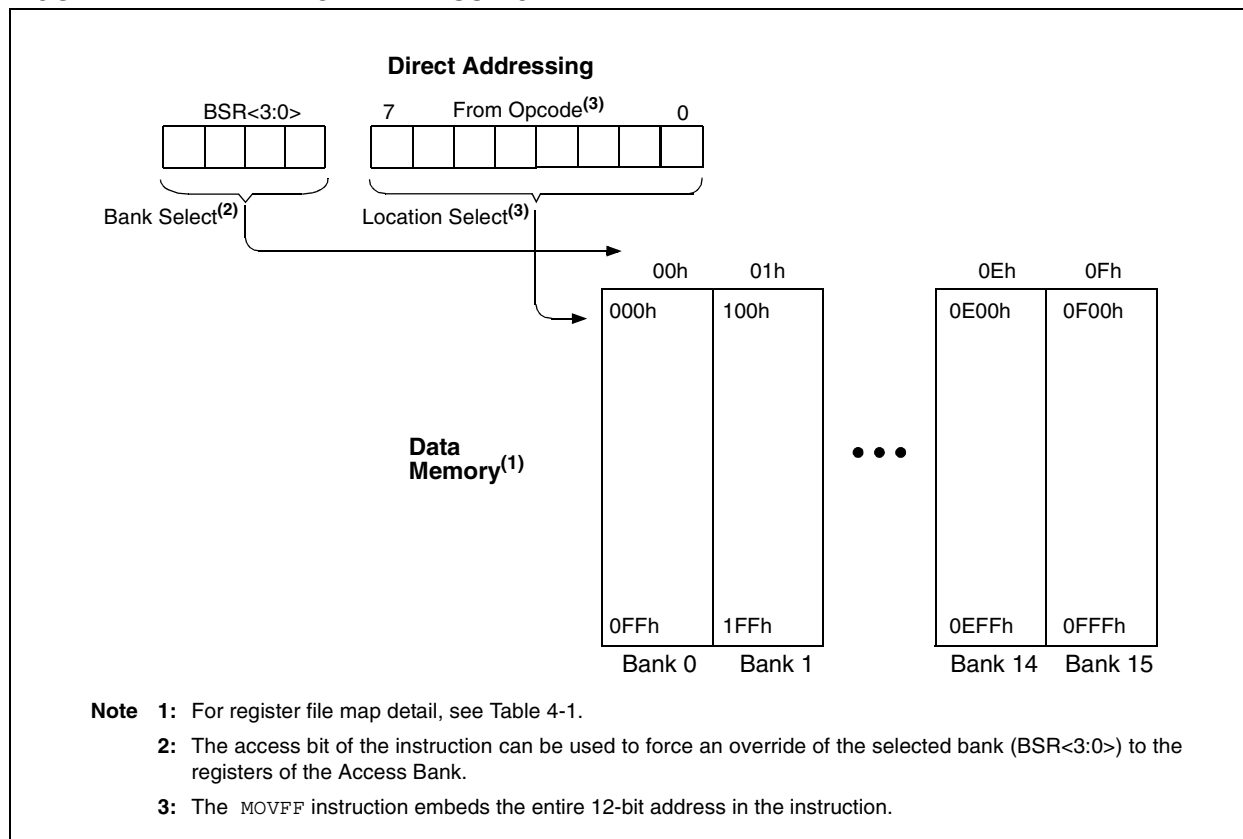 Direct Addressing
BSR<3:0>
7 From Opcode(3) 0
Bank Select(2)
Location Select(3)
00h 01h 0Eh 0Fh
000h 100h 0E00h 0F00h
Data
Memory(1)
0FFh 1FFh 0EFFh 0FFFh
Bank 0 Bank 1 Bank 14 Bank 15
Note 1: For register file map detail, see Table 4-1.
2: The access bit of the instruction can be used to force an override of the selected bank (BSR<3:0>) to the
registers of the Access Bank.
3: The MOVFF instruction embeds the entire 12-bit address in the instruction.